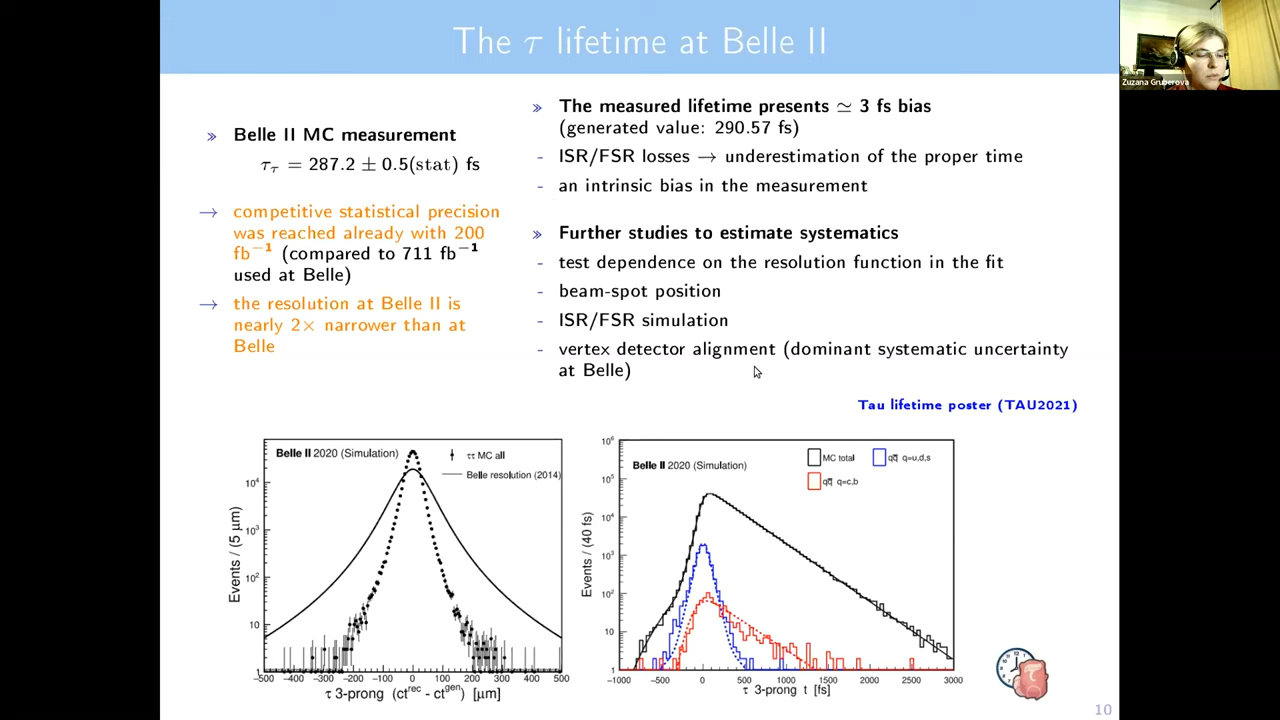 The τ lifetime at Belle II
Zuzana Gruberova
» Belle II MC measurement
τ_τ = 287.2 ± 0.5(stat) fs
→ competitive statistical precision
was reached already with 200
fb⁻¹ (compared to 711 fb⁻¹
used at Belle)
→ the resolution at Belle II is
nearly 2× narrower than at
Belle
» The measured lifetime presents ≃ 3 fs bias
(generated value: 290.57 fs)
- ISR/FSR losses → underestimation of the proper time
- an intrinsic bias in the measurement
» Further studies to estimate systematics
- test dependence on the resolution function in the fit
- beam-spot position
- ISR/FSR simulation
- vertex detector alignment (dominant systematic uncertainty
at Belle)
Tau lifetime poster (TAU2021)
Belle II 2020 (Simulation)
ττ MC all
Belle resolution (2014)
Events / (5 μm)
10⁴
10³
10²
10
1
−500 −400 −300 −200 −100 0 100 200 300 400 500
τ 3-prong (ct^rec - ct^gen) [μm]
Belle II 2020 (Simulation)
MC total
qq̄ q=u,d,s
qq̄ q=c,b
Events / (40 fs)
10⁶
10⁵
10⁴
10³
10²
10
1
−1000 −500 0 500 1000 1500 2000 2500 3000
τ 3-prong t [fs]
10